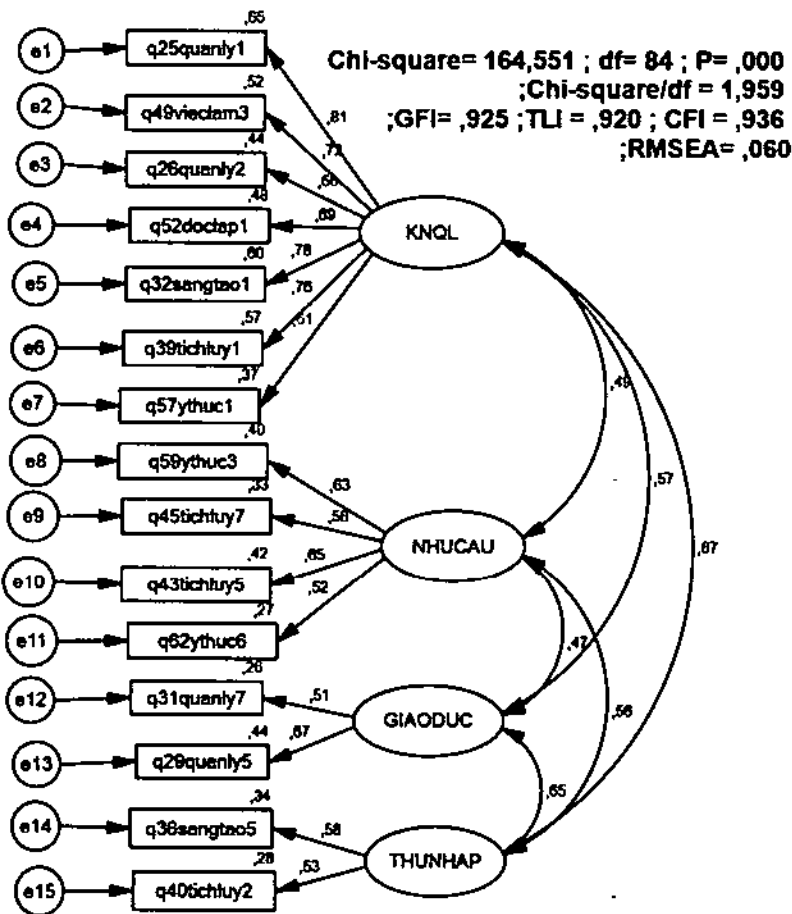 Chi-square= 164,551 ; df= 84 ; P= ,000
;Chi-square/df = 1,959
;GFI= ,925 ;TLI = ,920 ; CFI = ,936
;RMSEA= ,060
,65
e1 q25quanly1
,81
,52
e2 q49vieclam3
,44
e3 q26quanly2
,48
e4 q52doclap1
,69
KNQL
,60
,78
e5 q32sangtao1
,76
,57
e6 q39tichluy1
,37
e7 q57ythuc1
,49
,40
e8 q59ythuc3
,63
,57
,33
e9 q45tichluy7
NHUCAU
,42
,65
e10 q43tichluy5
,52
,27
e11 q62ythuc6
,47
,26
e12 q31quanly7
,51
GIAODUC
,56
,44
,67
e13 q29quanly5
,34
e14 q36sangtao5
,58
,65
THUNHAP
,28
,53
e15 q40tichluy2